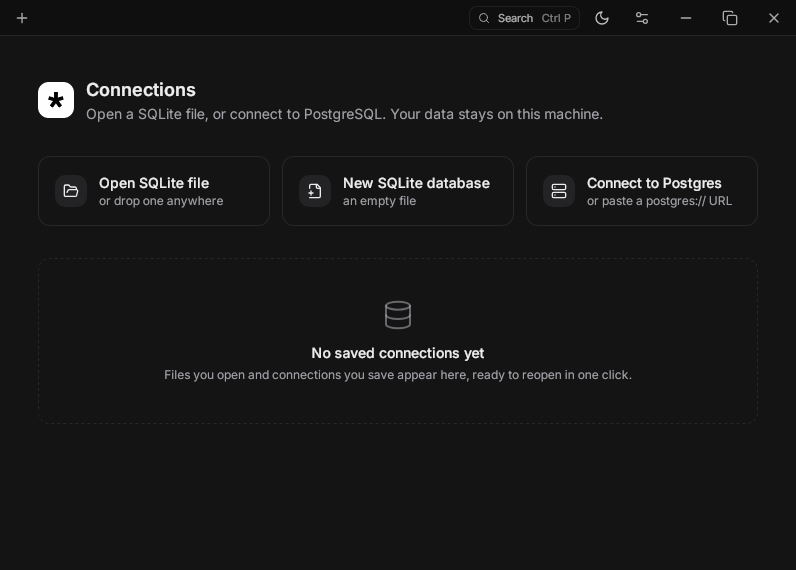 Search Ctrl P
Connections
Open a SQLite file, or connect to PostgreSQL. Your data stays on this machine.
Open SQLite file
or drop one anywhere
New SQLite database
an empty file
Connect to Postgres
or paste a postgres:// URL
No saved connections yet
Files you open and connections you save appear here, ready to reopen in one click.